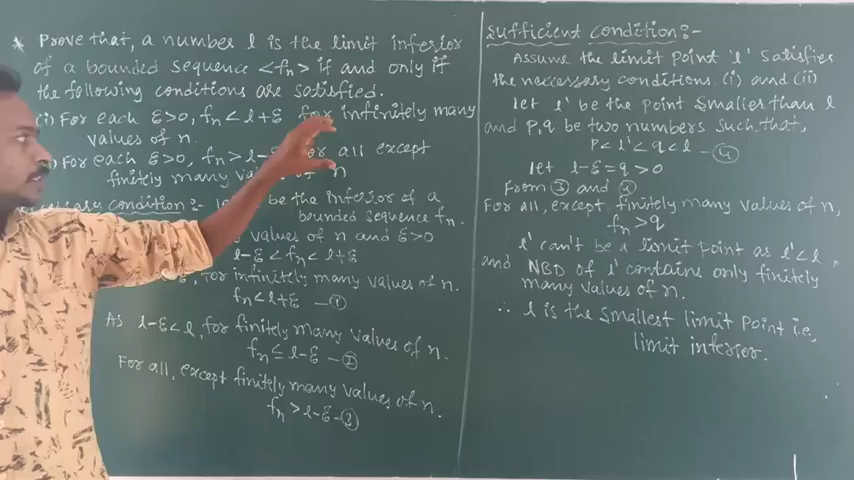 * Prove that, a number l is the limit inferior
of a bounded sequence <fn> if and only if
the following conditions are satisfied.
(i) For each ε>0, fn < l+ε for infinitely many
values of n.
For each ε>0, fn > l-ε for all except
finitely many values of n
condition :- be the inferior of a
bounded sequence fn.
values of n and ε>0
l-ε < fn < l+ε
for infinitely many values of n.
fn < l+ε —①
As l-ε < l, for finitely many values of n.
fn ≤ l-ε —②
For all, except finitely many values of n.
fn > l-ε —③
Sufficient condition:-
Assume the limit point 'l' satisfies
the neccessary conditions (i) and (ii)
Let l' be the point smaller than l
and P,q be two numbers such that,
P < l' < q < l —④
let l-ε = q > 0
From ③ and ④
For all, except finitely many values of n,
fn > q
l' can't be a limit point as l' < l
and NBD of l' contains only finitely
many values of n.
∴ l is the smallest limit point i.e,
limit inferior.